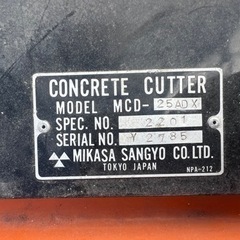 CONCRETE CUTTER
MODEL MCD-25ADX
SPEC. NO. 2201
SERIAL NO. Y2785
MIKASA SANGYO CO. LTD.
TOKYO JAPAN
NPA-212